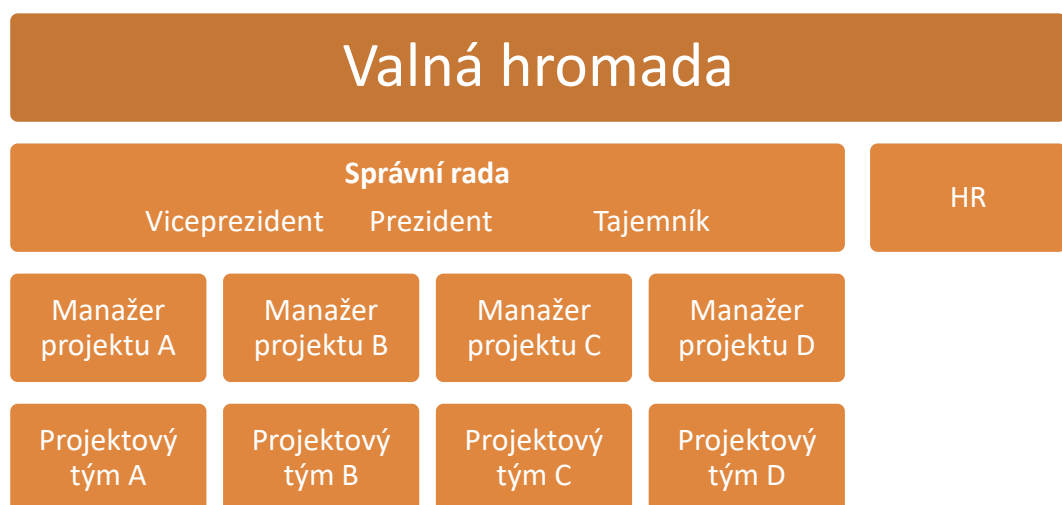 Valná hromada
Správní rada
Viceprezident Prezident Tajemník
HR
Manažer
projektu A
Manažer
projektu B
Manažer
projektu C
Manažer
projektu D
Projektový
tým A
Projektový
tým B
Projektový
tým C
Projektový
tým D